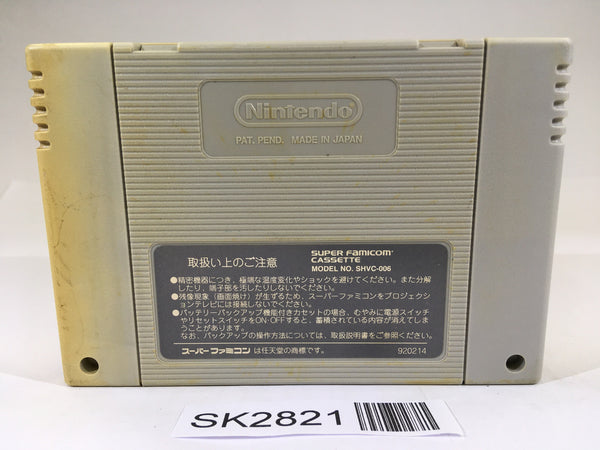 Nintendo
PAT. PEND. MADE IN JAPAN
取扱い上のご注意
SUPER FAMICOM
CASSETTE
MODEL NO. SHVC-006
●精密機器につき、極端な温度変化やショックを避けてください。また分解
したり、端子部を汚したりしないでください。
●残像現象(画面焼け)が生ずるため、スーパーファミコンをプロジェクシ
ョンテレビには接続しないでください。
●バッテリーバックアップ機能付きカセットの場合、むやみに電源スイッチ
やリセットスイッチをON・OFFすると、蓄積されている内容が消えてしま
うことがあります。
なお、バックアップの操作方法については、取扱説明書をご参照ください。
スーパーファミコン は任天堂の商標です。
920214
SK2821